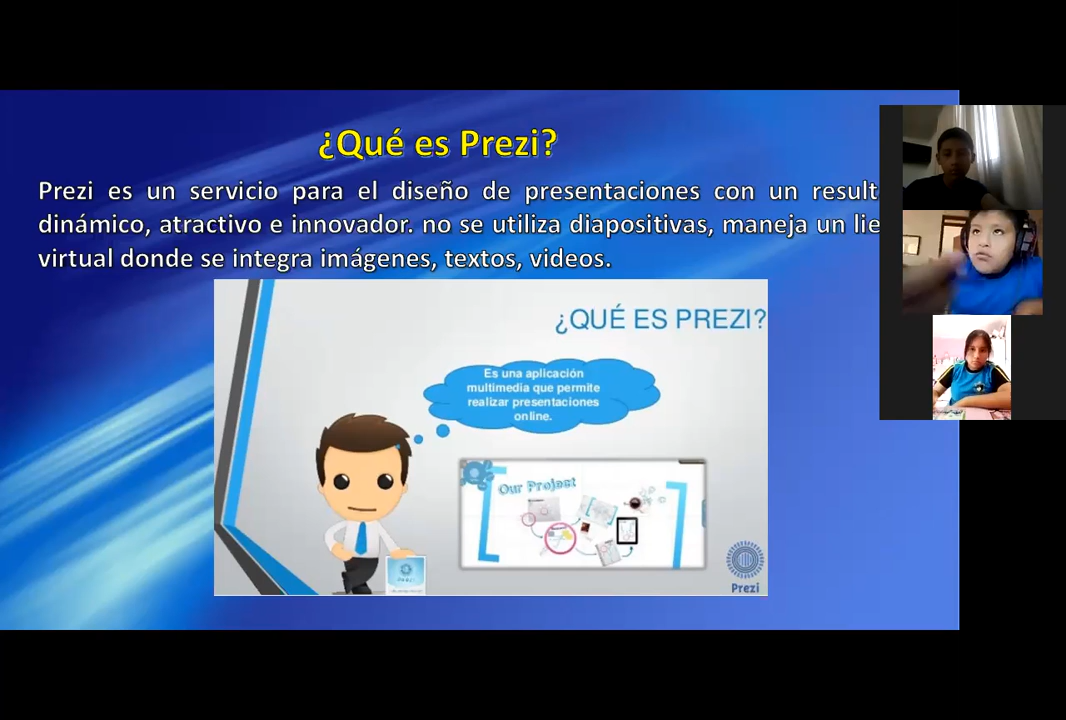 ¿Qué es Prezi?
Prezi es un servicio para el diseño de presentaciones con un result
dinámico, atractivo e innovador. no se utiliza diapositivas, maneja un lie
virtual donde se integra imágenes, textos, videos.
¿QUÉ ES PREZI?
Es una aplicación
multimedia que permite
realizar presentaciones
online.
Our Project
Prezi